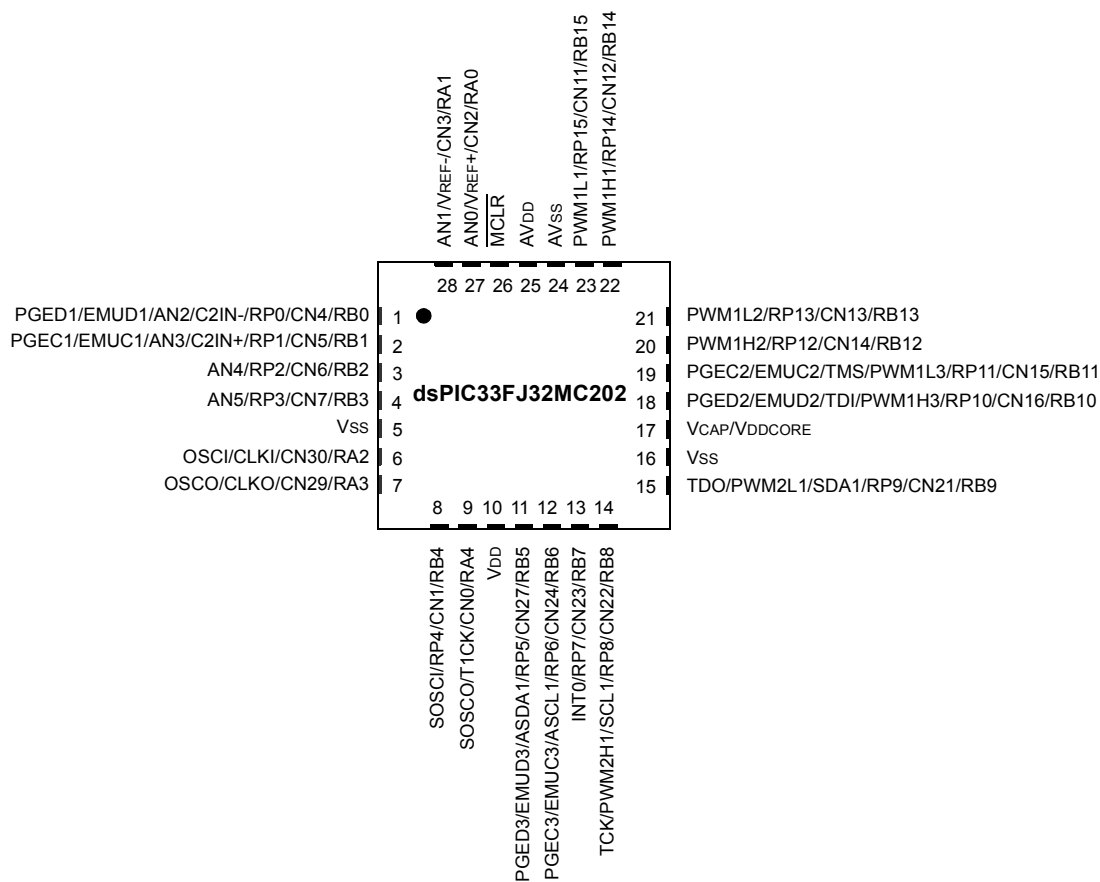 AN1/VREF-/CN3/RA1
AN0/VREF+/CN2/RA0
MCLR
AVDD
AVSS
PWM1L1/RP15/CN11/RB15
PWM1H1/RP14/CN12/RB14
28 27 26 25 24 23 22
PGED1/EMUD1/AN2/C2IN-/RP0/CN4/RB0 1
PGEC1/EMUC1/AN3/C2IN+/RP1/CN5/RB1 2
AN4/RP2/CN6/RB2 3
AN5/RP3/CN7/RB3 4
VSS 5
OSCI/CLKI/CN30/RA2 6
OSCO/CLKO/CN29/RA3 7
dsPIC33FJ32MC202
21 PWM1L2/RP13/CN13/RB13
20 PWM1H2/RP12/CN14/RB12
19 PGEC2/EMUC2/TMS/PWM1L3/RP11/CN15/RB11
18 PGED2/EMUD2/TDI/PWM1H3/RP10/CN16/RB10
17 VCAP/VDDCORE
16 VSS
15 TDO/PWM2L1/SDA1/RP9/CN21/RB9
8 9 10 11 12 13 14
SOSCI/RP4/CN1/RB4
SOSCO/T1CK/CN0/RA4
VDD
PGED3/EMUD3/ASDA1/RP5/CN27/RB5
PGEC3/EMUC3/ASCL1/RP6/CN24/RB6
INT0/RP7/CN23/RB7
TCK/PWM2H1/SCL1/RP8/CN22/RB8